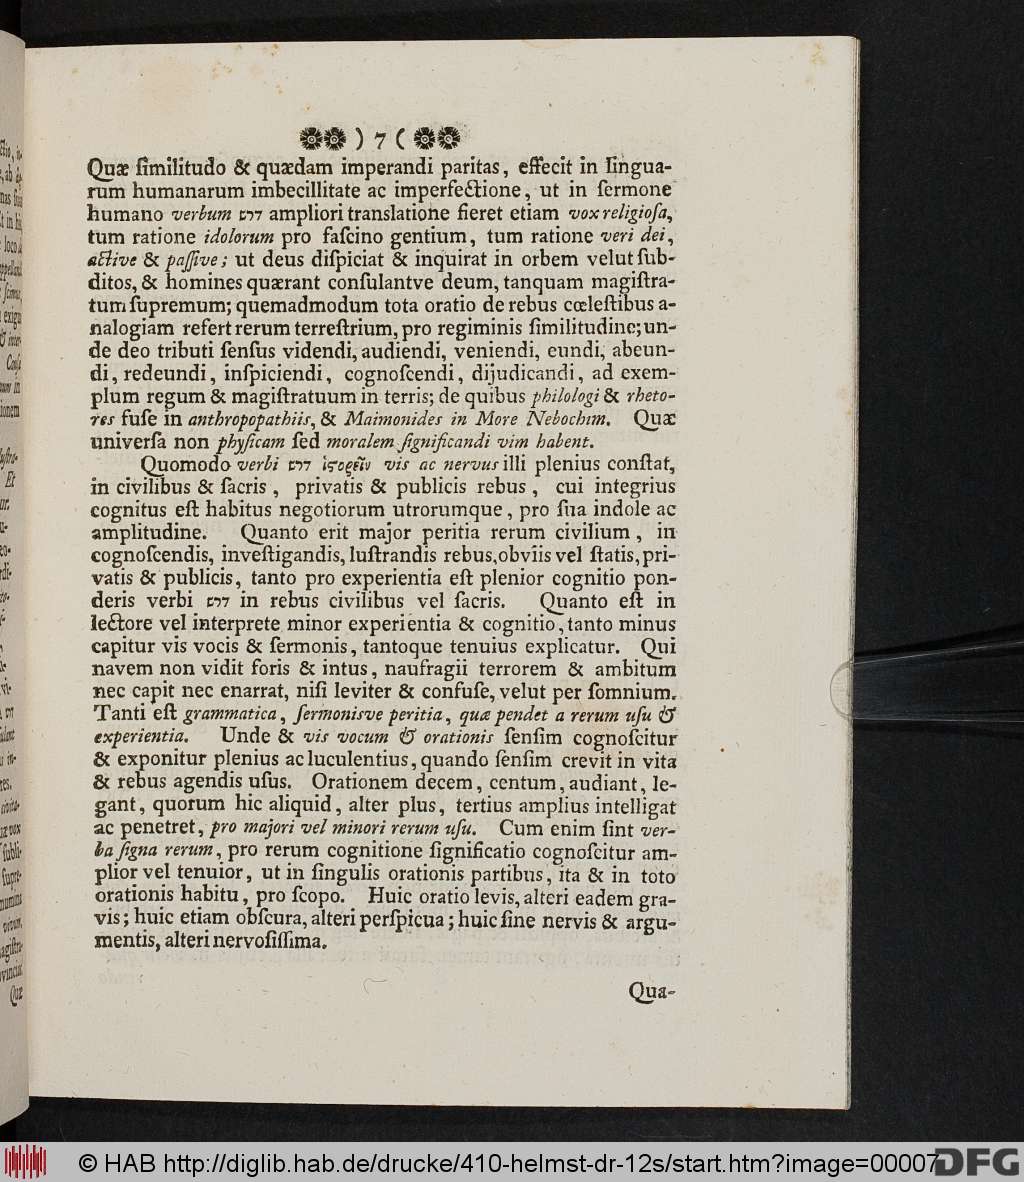 ❁❁ ) 7 ( ❁❁
Quæ ſimilitudo & quædam imperandi paritas, effecit in lingua-
rum humanarum imbecillitate ac imperfectione, ut in ſermone
humano verbum דרש ampliori translatione fieret etiam vox religioſa,
tum ratione idolorum pro faſcino gentium, tum ratione veri dei,
active & paſſive; ut deus diſpiciat & inquirat in orbem velut ſub-
ditos, & homines quærant conſulantve deum, tanquam magiſtra-
tum ſupremum; quemadmodum tota oratio de rebus cœleſtibus a-
nalogiam refert rerum terreſtrium, pro regiminis ſimilitudine; un-
de deo tributi ſenſus videndi, audiendi, veniendi, eundi, abeun-
di, redeundi, inſpiciendi, cognoſcendi, dijudicandi, ad exem-
plum regum & magiſtratuum in terris; de quibus philologi & rheto-
res fuſe in anthropopathiis, & Maimonides in More Nebochim. Quæ
univerſa non phyſicam ſed moralem ſignificandi vim habent.
Quomodo verbi דרש ἱςορεῖν vis ac nervus illi plenius conſtat,
in civilibus & ſacris, privatis & publicis rebus, cui integrius
cognitus eſt habitus negotiorum utrorumque, pro ſua indole ac
amplitudine. Quanto erit major peritia rerum civilium, in
cognoſcendis, inveſtigandis, luſtrandis rebus, obviis vel ſtatis, pri-
vatis & publicis, tanto pro experientia eſt plenior cognitio pon-
deris verbi דרש in rebus civilibus vel ſacris. Quanto eſt in
lectore vel interprete minor experientia & cognitio, tanto minus
capitur vis vocis & ſermonis, tantoque tenuius explicatur. Qui
navem non vidit foris & intus, naufragii terrorem & ambitum
nec capit nec enarrat, niſi leviter & confuſe, velut per ſomnium.
Tanti eſt grammatica, ſermonisve peritia, quæ pendet a rerum uſu &
experientia. Unde & vis vocum & orationis ſenſim cognoſcitur
& exponitur plenius ac luculentius, quando ſenſim crevit in vita
& rebus agendis uſus. Orationem decem, centum, audiant, le-
gant, quorum hic aliquid, alter plus, tertius amplius intelligat
ac penetret, pro majori vel minori rerum uſu. Cum enim ſint ver-
ba ſigna rerum, pro rerum cognitione ſignificatio cognoſcitur am-
plior vel tenuior, ut in ſingulis orationis partibus, ita & in toto
orationis habitu, pro ſcopo. Huic oratio levis, alteri eadem gra-
vis; huic etiam obſcura, alteri perſpicua; huic ſine nervis & argu-
mentis, alteri nervoſiſſima.
Qua-
© HAB http://diglib.hab.de/drucke/410-helmst-dr-12s/start.htm?image=00007
DFG